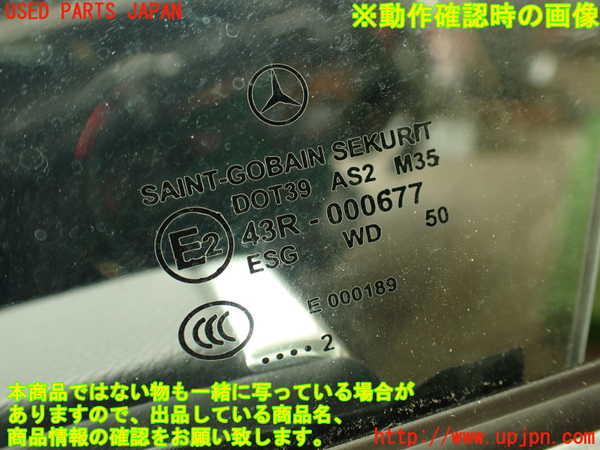 USED PARTS JAPAN
※動作確認時の画像
SAINT-GOBAIN SEKURIT
DOT39 AS2 M35
E2 43R-000677
ESG WD 50
CCC E 000189
....2
本商品ではない物も一緒に写っている場合が
ありますので、出品している商品名、
商品情報の確認をお願い致します。
http://www.upjpn.com/